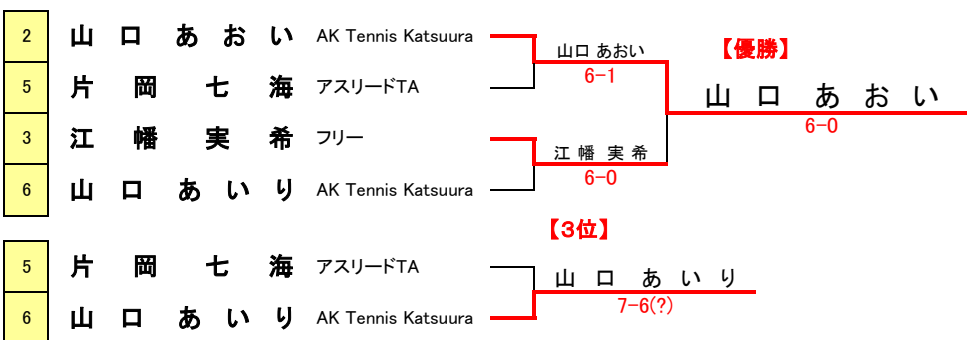 2 山口 あおい AK Tennis Katsuura
山口 あおい
【優勝】
6-1
5 片岡 七海 アスリードTA
山口 あおい
6-0
3 江幡 実希 フリー
江幡 実希
6-0
6 山口 あいり AK Tennis Katsuura
【3位】
5 片岡 七海 アスリードTA
山口 あいり
7-6(?)
6 山口 あいり AK Tennis Katsuura